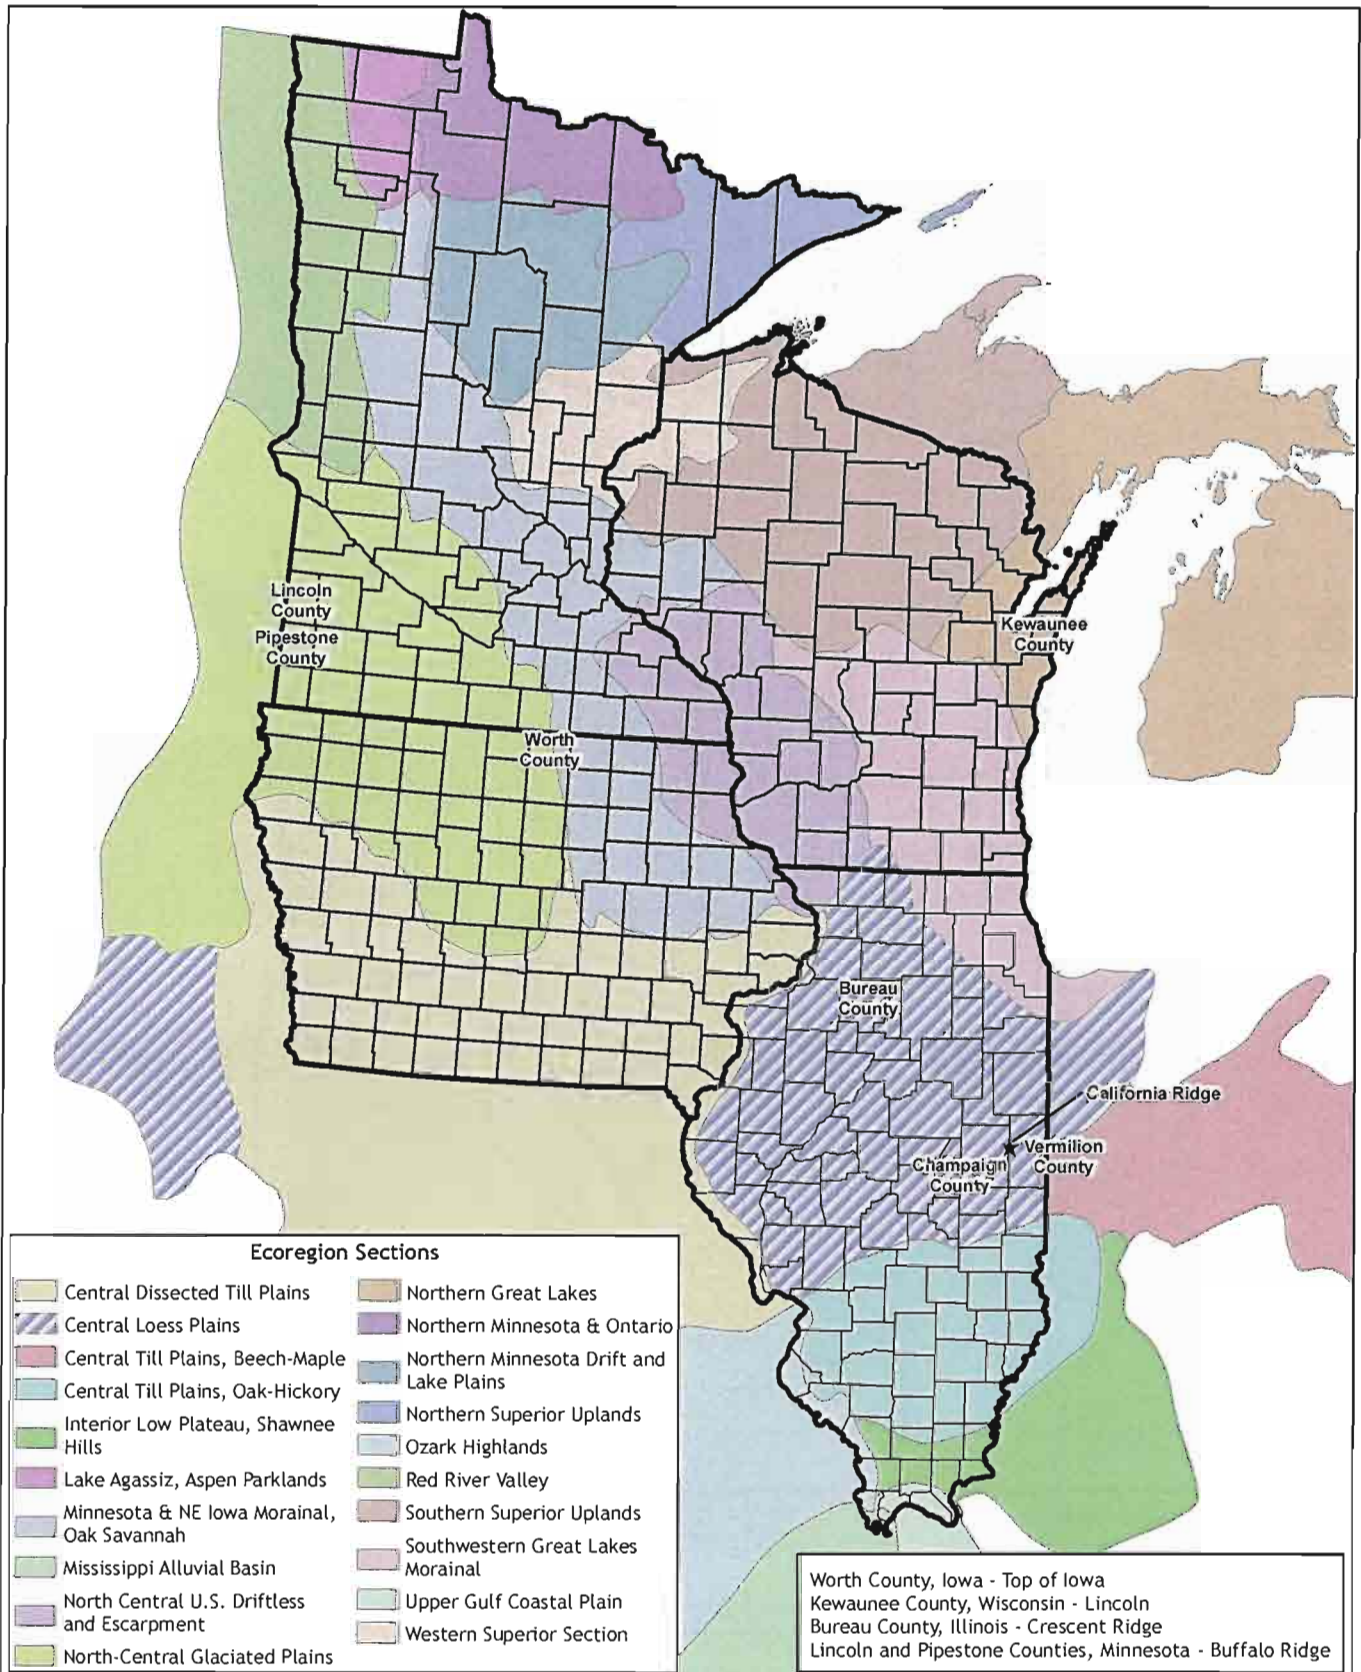 Lincoln
County
Pipestone
County
Kewaunee
County
Worth
County
Bureau
County
California Ridge
Vermilion
County
Champaign
County
Ecoregion Sections
Central Dissected Till Plains
Central Loess Plains
Central Till Plains, Beech-Maple
Central Till Plains, Oak-Hickory
Interior Low Plateau, Shawnee
Hills
Lake Agassiz, Aspen Parklands
Minnesota & NE Iowa Morainal,
Oak Savannah
Mississippi Alluvial Basin
North Central U.S. Driftless
and Escarpment
North-Central Glaciated Plains
Northern Great Lakes
Northern Minnesota & Ontario
Northern Minnesota Drift and
Lake Plains
Northern Superior Uplands
Ozark Highlands
Red River Valley
Southern Superior Uplands
Southwestern Great Lakes
Morainal
Upper Gulf Coastal Plain
Western Superior Section
Worth County, Iowa - Top of Iowa
Kewaunee County, Wisconsin - Lincoln
Bureau County, Illinois - Crescent Ridge
Lincoln and Pipestone Counties, Minnesota - Buffalo Ridge